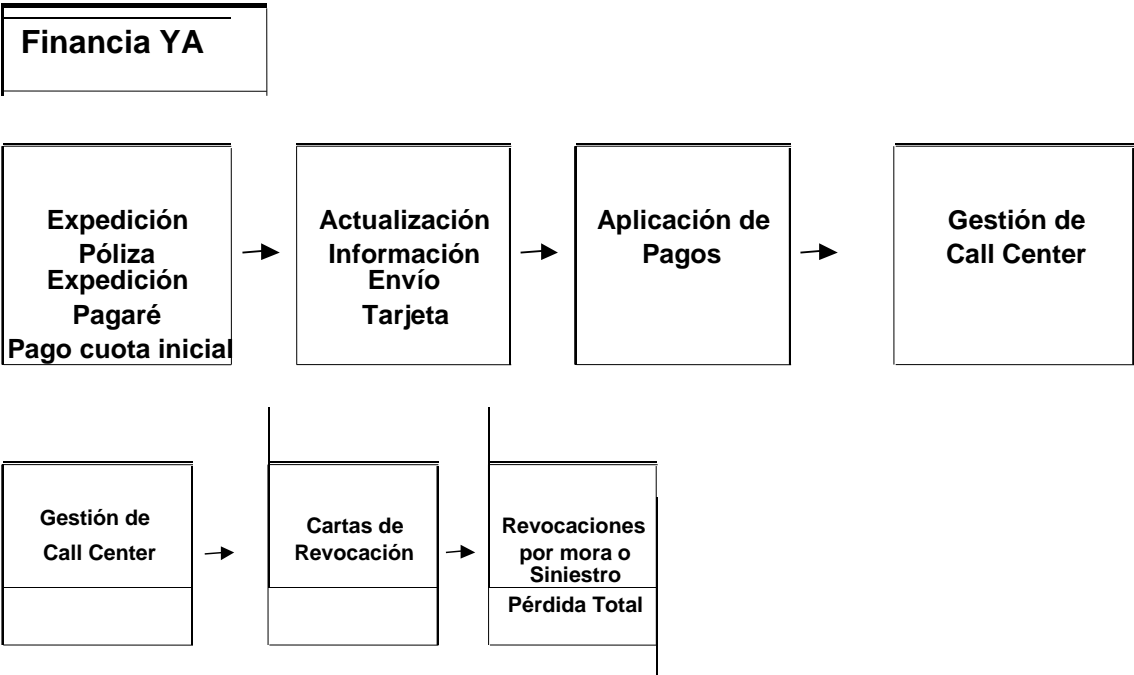 Financia YA
Expedición
Póliza
Expedición
Pagaré
Pago cuota inicial
Actualización
Información
Envío
Tarjeta
Aplicación de
Pagos
Gestión de
Call Center
Gestión de
Call Center
Cartas de
Revocación
Revocaciones
por mora o
Siniestro
Pérdida Total